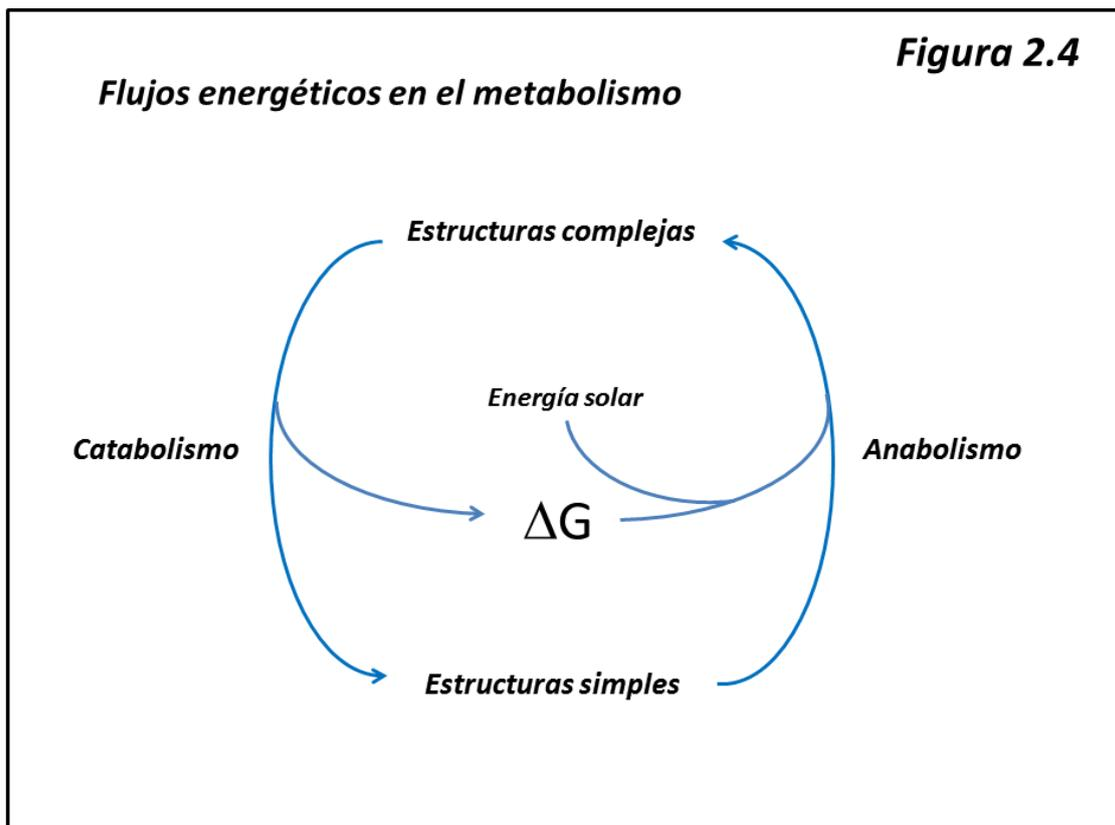 Figura 2.4
Flujos energéticos en el metabolismo
Estructuras complejas
Energía solar
Catabolismo
Anabolismo
ΔG
Estructuras simples